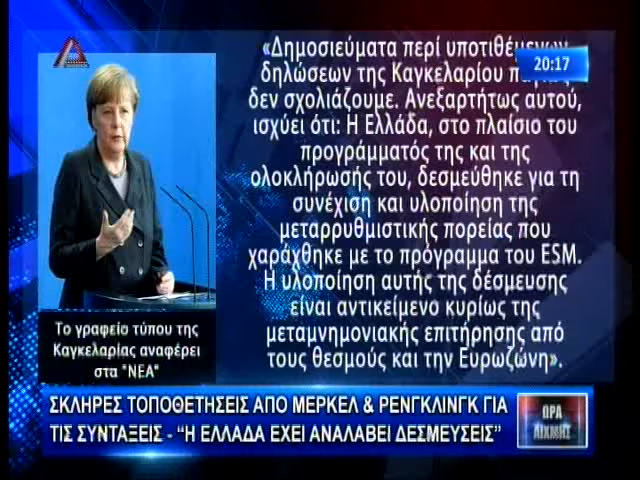 «Δημοσιεύματα περί υποτιθέμενων
20:17
δηλώσεων της Καγκελαρίου
δεν σχολιάζουμε. Ανεξαρτήτως αυτού,
ισχύει ότι: Η Ελλάδα, στο πλαίσιο του
προγράμματός της και της
ολοκλήρωσής του, δεσμεύθηκε για τη
συνέχιση και υλοποίηση της
μεταρρυθμιστικής πορείας που
χαράχθηκε με το πρόγραμμα του ESM.
Η υλοποίηση αυτής της δέσμευσης
είναι αντικείμενο κυρίως της
μεταμνημονιακής επιτήρησης από
τους θεσμούς και την Ευρωζώνη».
Το γραφείο τύπου της
Καγκελαρίας αναφέρει
στα "ΝΕΑ"
ΣΚΛΗΡΕΣ ΤΟΠΟΘΕΤΗΣΕΙΣ ΑΠΟ ΜΕΡΚΕΛ & ΡΕΝΓΚΛΙΝΓΚ ΓΙΑ
ΤΙΣ ΣΥΝΤΑΞΕΙΣ - “Η ΕΛΛΑΔΑ ΕΧΕΙ ΑΝΑΛΑΒΕΙ ΔΕΣΜΕΥΣΕΙΣ”
ΩΡΑ
ΑΙΧΜΗΣ